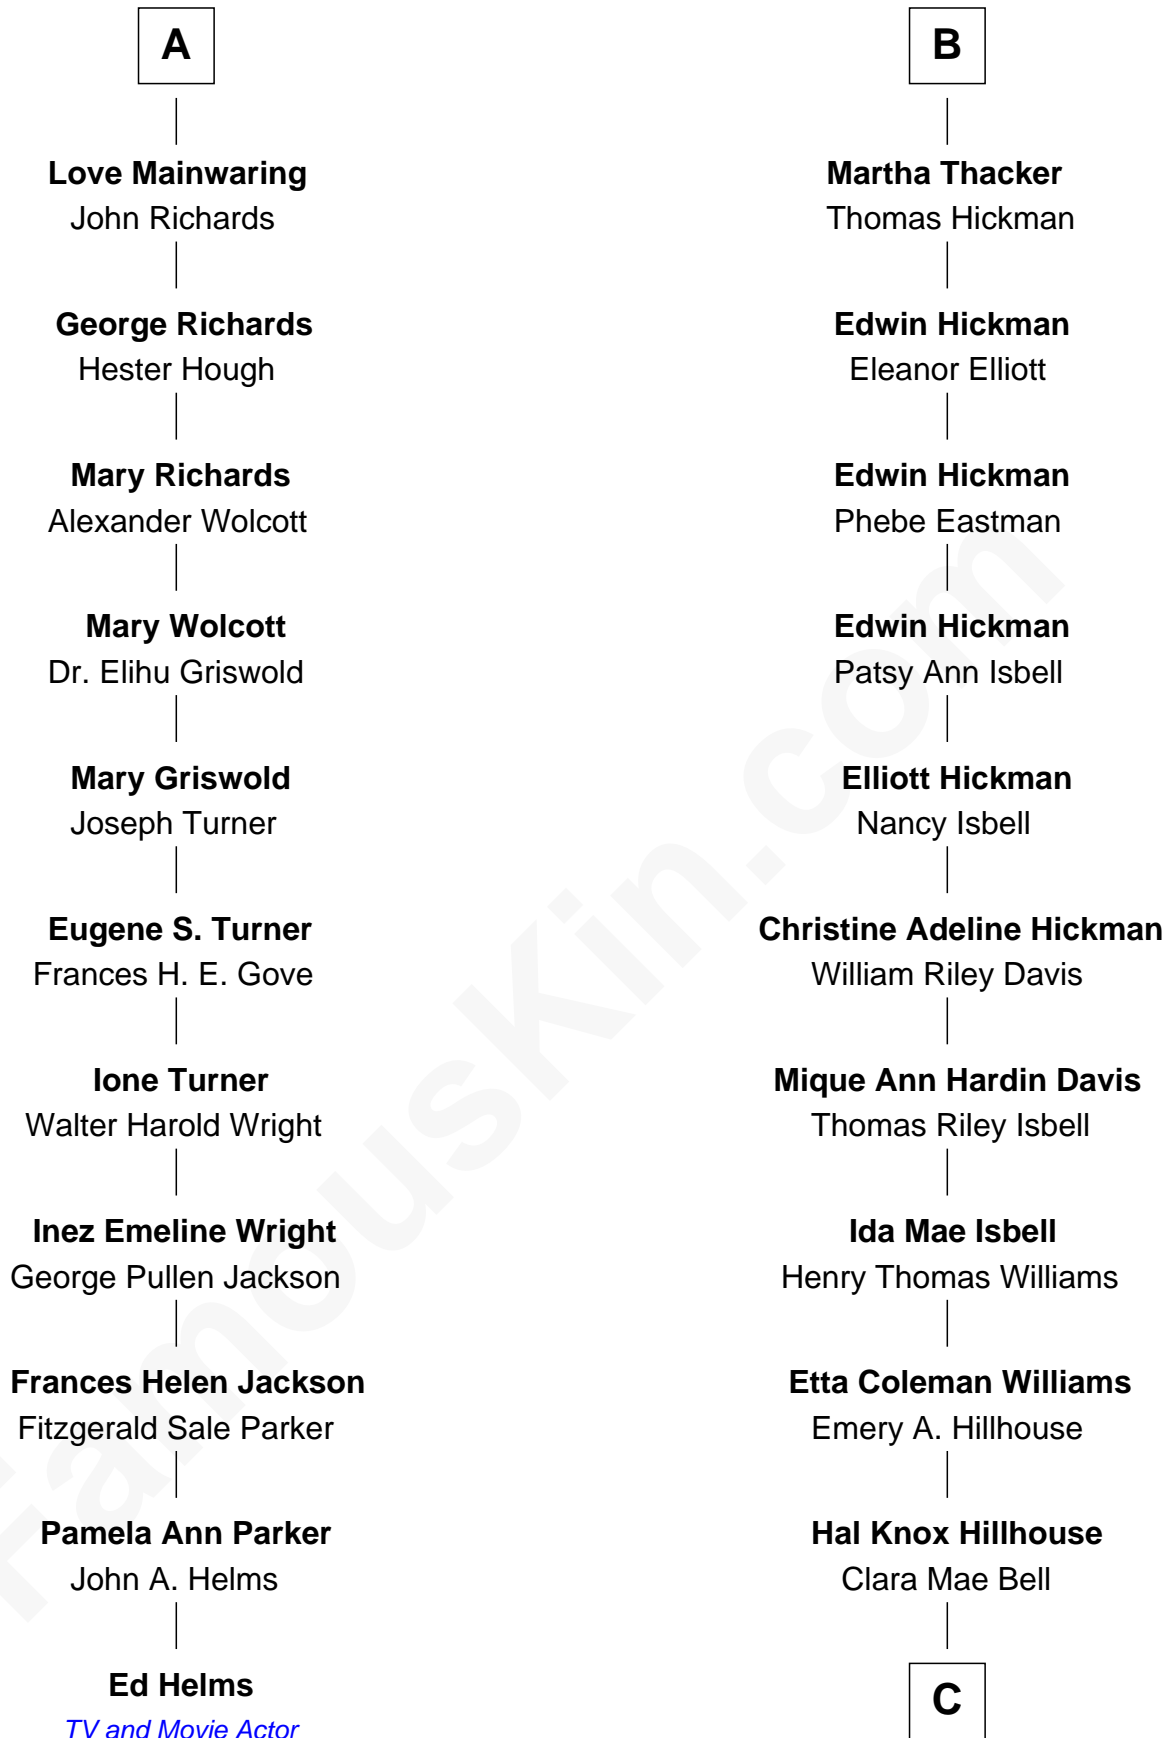 A
Love Mainwaring
John Richards
George Richards
Hester Hough
Mary Richards
Alexander Wolcott
Mary Wolcott
Dr. Elihu Griswold
Mary Griswold
Joseph Turner
Eugene S. Turner
Frances H. E. Gove
Ione Turner
Walter Harold Wright
Inez Emeline Wright
George Pullen Jackson
Frances Helen Jackson
Fitzgerald Sale Parker
Pamela Ann Parker
John A. Helms
Ed Helms
TV and Movie Actor
B
Martha Thacker
Thomas Hickman
Edwin Hickman
Eleanor Elliott
Edwin Hickman
Phebe Eastman
Edwin Hickman
Patsy Ann Isbell
Elliott Hickman
Nancy Isbell
Christine Adeline Hickman
William Riley Davis
Mique Ann Hardin Davis
Thomas Riley Isbell
Ida Mae Isbell
Henry Thomas Williams
Etta Coleman Williams
Emery A. Hillhouse
Hal Knox Hillhouse
Clara Mae Bell
C
FamousKin.com